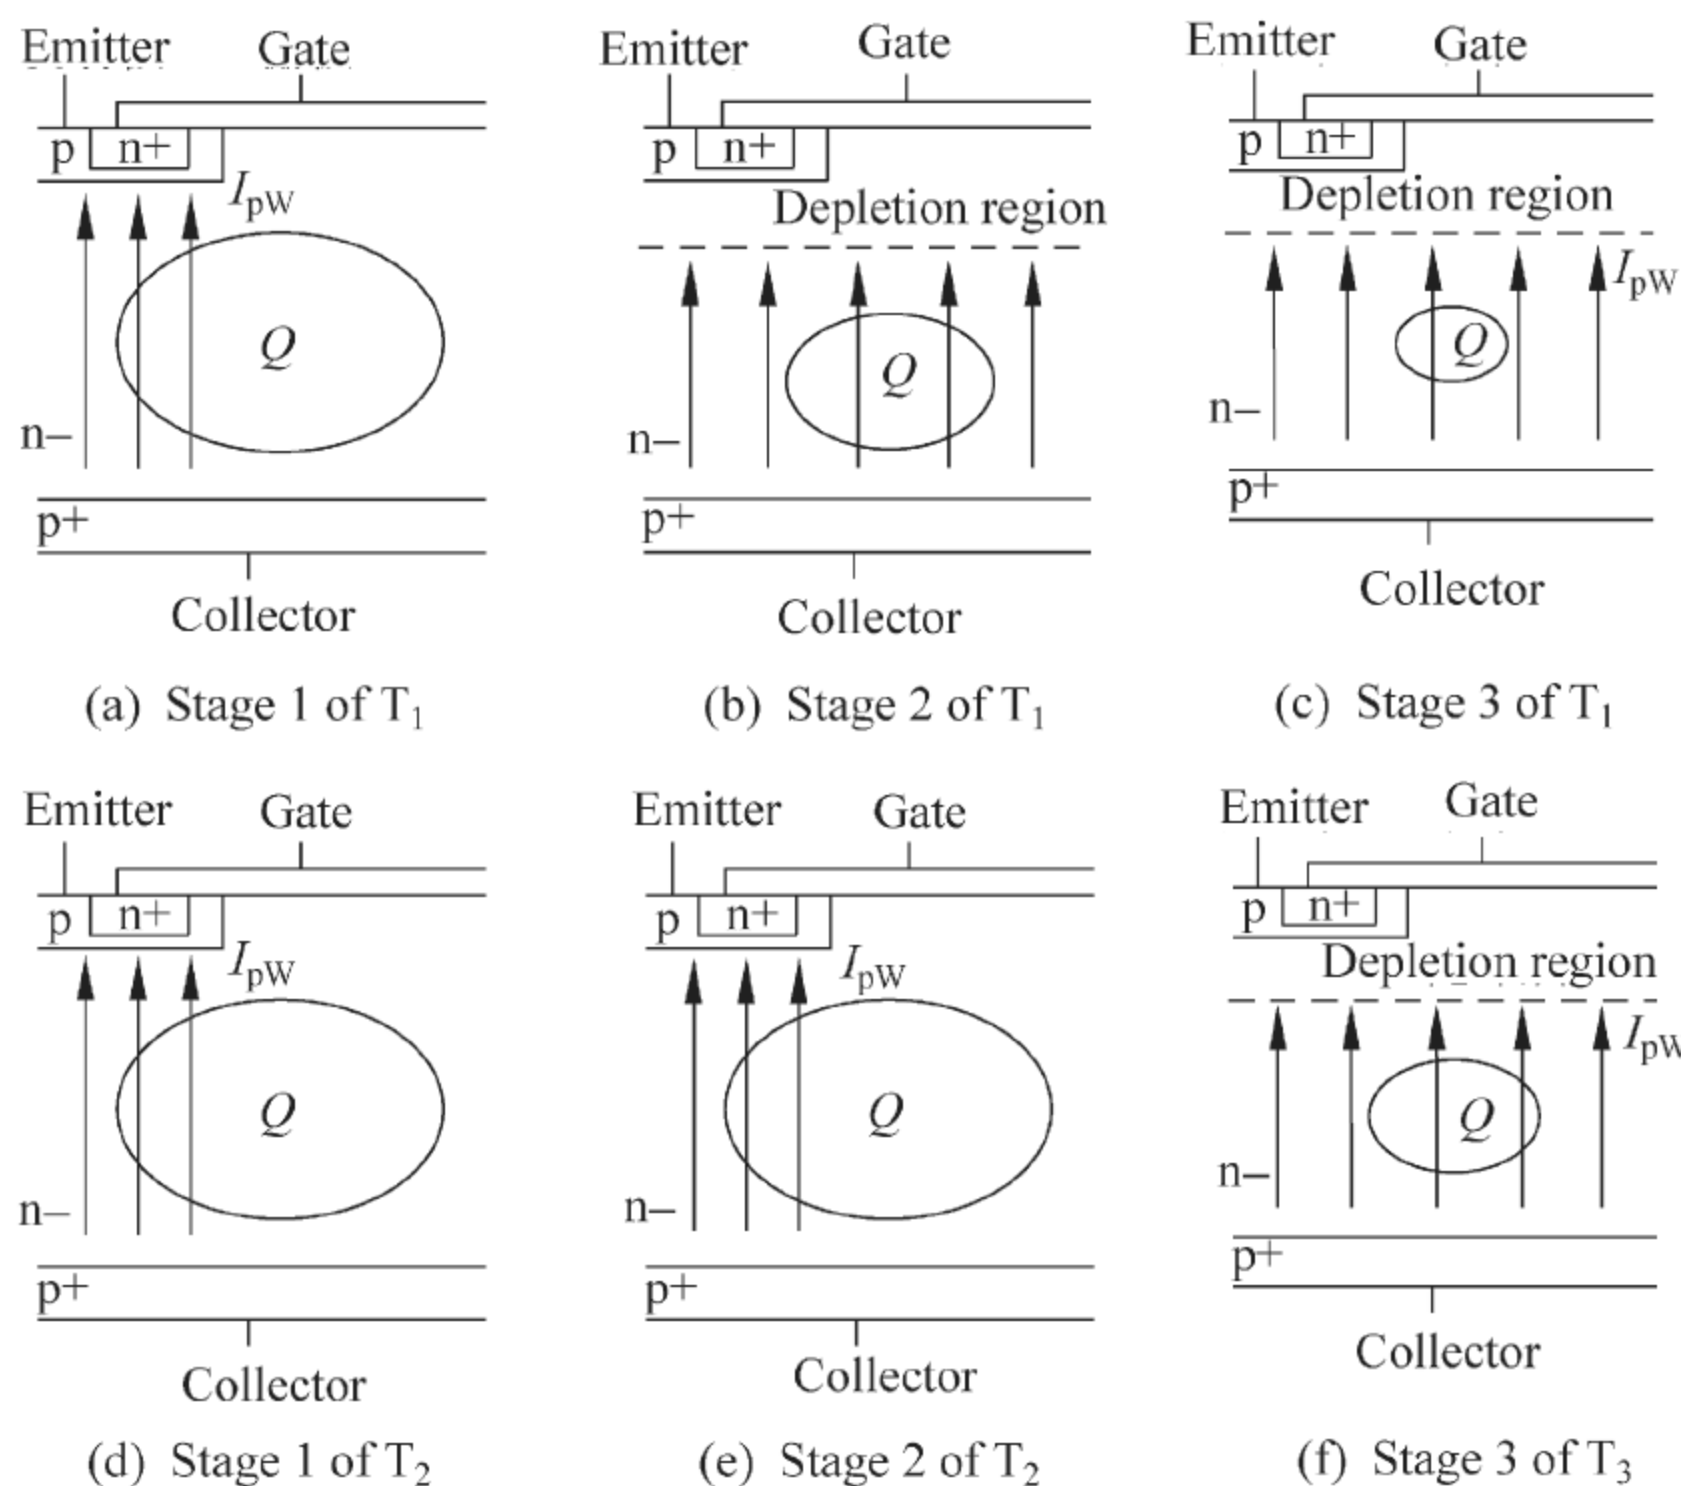 Emitter Gate
p n+
I_pW
Q
n–
p+
Collector
(a) Stage 1 of T₁
Emitter Gate
p n+
Depletion region
Q
n–
p+
Collector
(b) Stage 2 of T₁
Emitter Gate
p n+
Depletion region
I_pW
Q
n–
p+
Collector
(c) Stage 3 of T₁
Emitter Gate
p n+
I_pW
Q
n–
p+
Collector
(d) Stage 1 of T₂
Emitter Gate
p n+
I_pW
Q
n–
p+
Collector
(e) Stage 2 of T₂
Emitter Gate
p n+
Depletion region
I_pW
Q
n–
p+
Collector
(f) Stage 3 of T₃